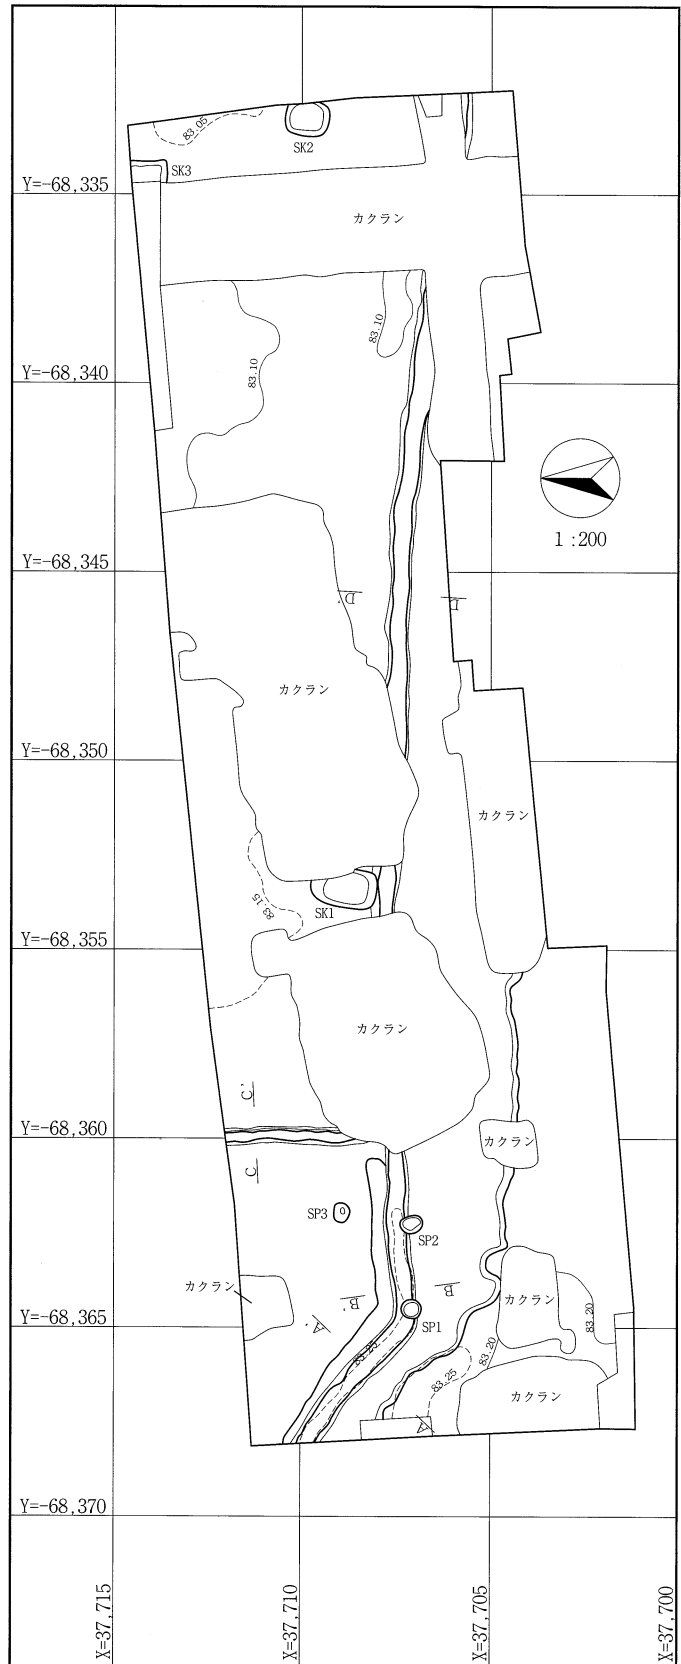 83.05
SK2
SK3
Y=-68,335
カクラン
83.10
83.10
Y=-68,340
1:200
Y=-68,345
D'
D
カクラン
Y=-68,350
カクラン
83.15
SK1
Y=-68,355
カクラン
C'
Y=-68,360
カクラン
C
SP3
SP2
カクラン
B'
B
カクラン
83.20
Y=-68,365
A'
SP1
83.25
83.20
83.25
カクラン
A
Y=-68,370
X=37,715
X=37,710
X=37,705
X=37,700